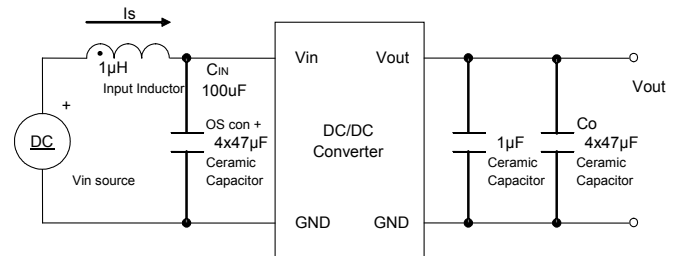 Is
1µH
Input Inductor
+
DC
Vin source
CIN
100uF
OS con +
4x47µF
Ceramic
Capacitor
Vin
Vout
DC/DC
Converter
GND
GND
1µF
Ceramic
Capacitor
Co
4x47µF
Ceramic
Capacitor
Vout